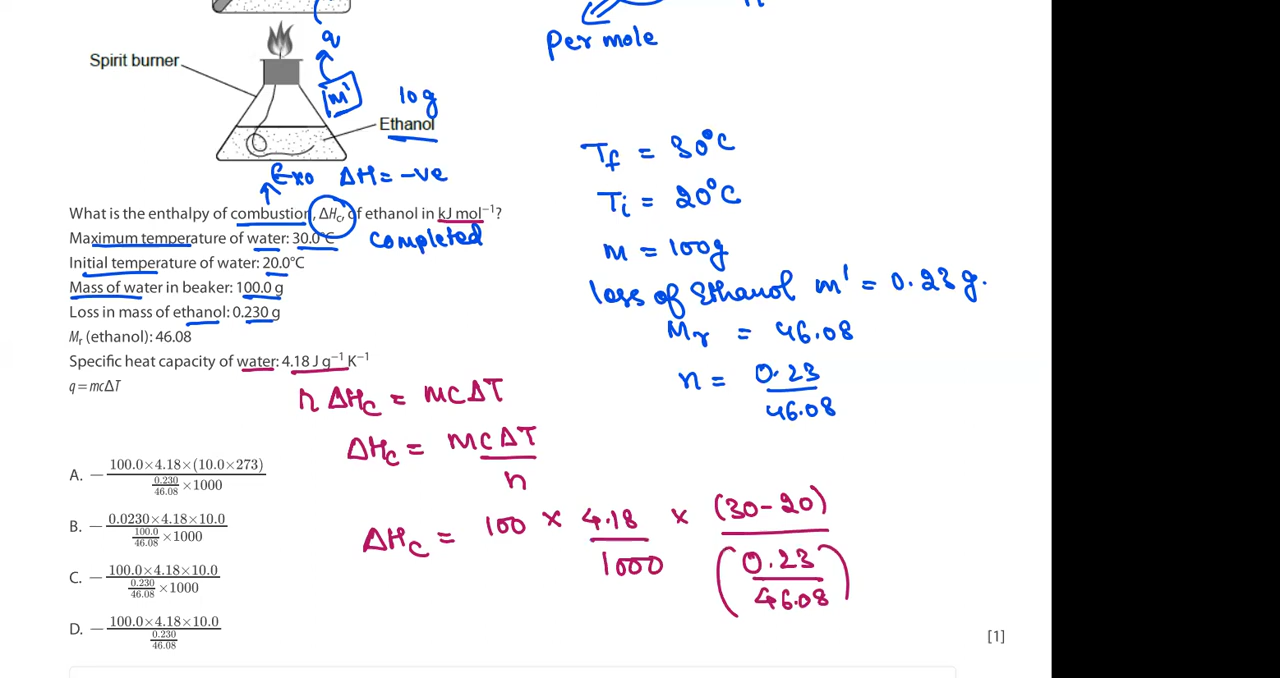 q
Per mole
Spirit burner
m'
10g
Ethanol
Exo ΔH = -ve
What is the enthalpy of combustion, ΔHc, of ethanol in kJ mol⁻¹?
Maximum temperature of water: 30.0°C
completed
Initial temperature of water: 20.0°C
Mass of water in beaker: 100.0 g
Loss in mass of ethanol: 0.230 g
Mr (ethanol): 46.08
Specific heat capacity of water: 4.18 J g⁻¹ K⁻¹
q = mcΔT
Tf = 30°C
Ti = 20°C
m = 100g
loss of Ethanol m' = 0.23 g.
Mr = 46.08
n = 0.23/46.08
n ΔHc = mcΔT
ΔHc = mcΔT/n
ΔHc = 100 × 4.18/1000 × (30-20)/(0.23/46.08)
A. −(100.0×4.18×(10.0×273))/((0.230/46.08)×1000)
B. −(0.0230×4.18×10.0)/((100.0/46.08)×1000)
C. −(100.0×4.18×10.0)/((0.230/46.08)×1000)
D. −(100.0×4.18×10.0)/(0.230/46.08)
[1]